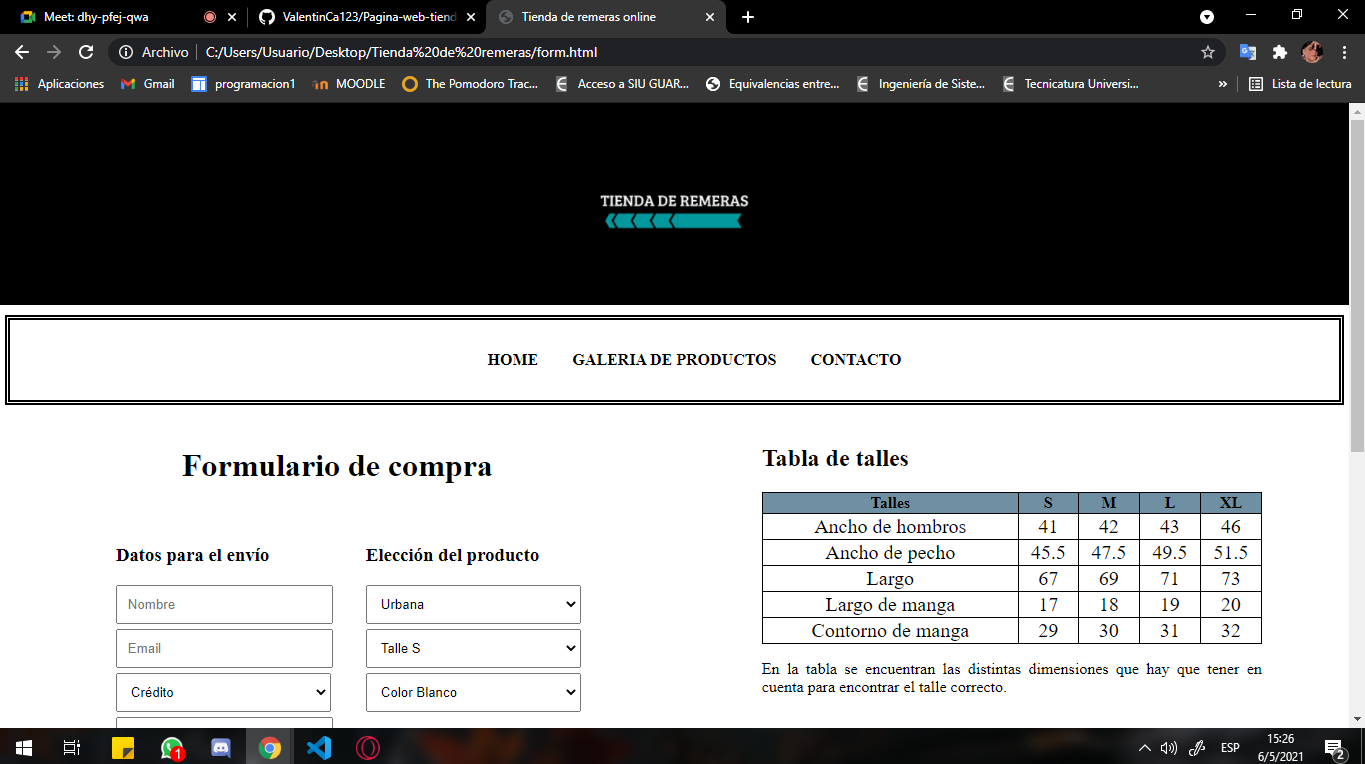 Meet: dhy-pfej-qwa
ValentinCa123/Pagina-web-tiend
Tienda de remeras online
Archivo
C:/Users/Usuario/Desktop/Tienda%20de%20remeras/form.html
Aplicaciones
Gmail
programacion1
MOODLE
The Pomodoro Trac...
Acceso a SIU GUAR...
Equivalencias entre...
Ingeniería de Siste...
Tecnicatura Universi...
»
Lista de lectura
TIENDA DE REMERAS
HOME
GALERIA DE PRODUCTOS
CONTACTO
Formulario de compra
Datos para el envío
Nombre
Email
Crédito
Elección del producto
Urbana
Talle S
Color Blanco
Tabla de talles
Talles S M L XL
Ancho de hombros 41 42 43 46
Ancho de pecho 45.5 47.5 49.5 51.5
Largo 67 69 71 73
Largo de manga 17 18 19 20
Contorno de manga 29 30 31 32
En la tabla se encuentran las distintas dimensiones que hay que tener en
cuenta para encontrar el talle correcto.
1
ESP
15:26
6/5/2021
2